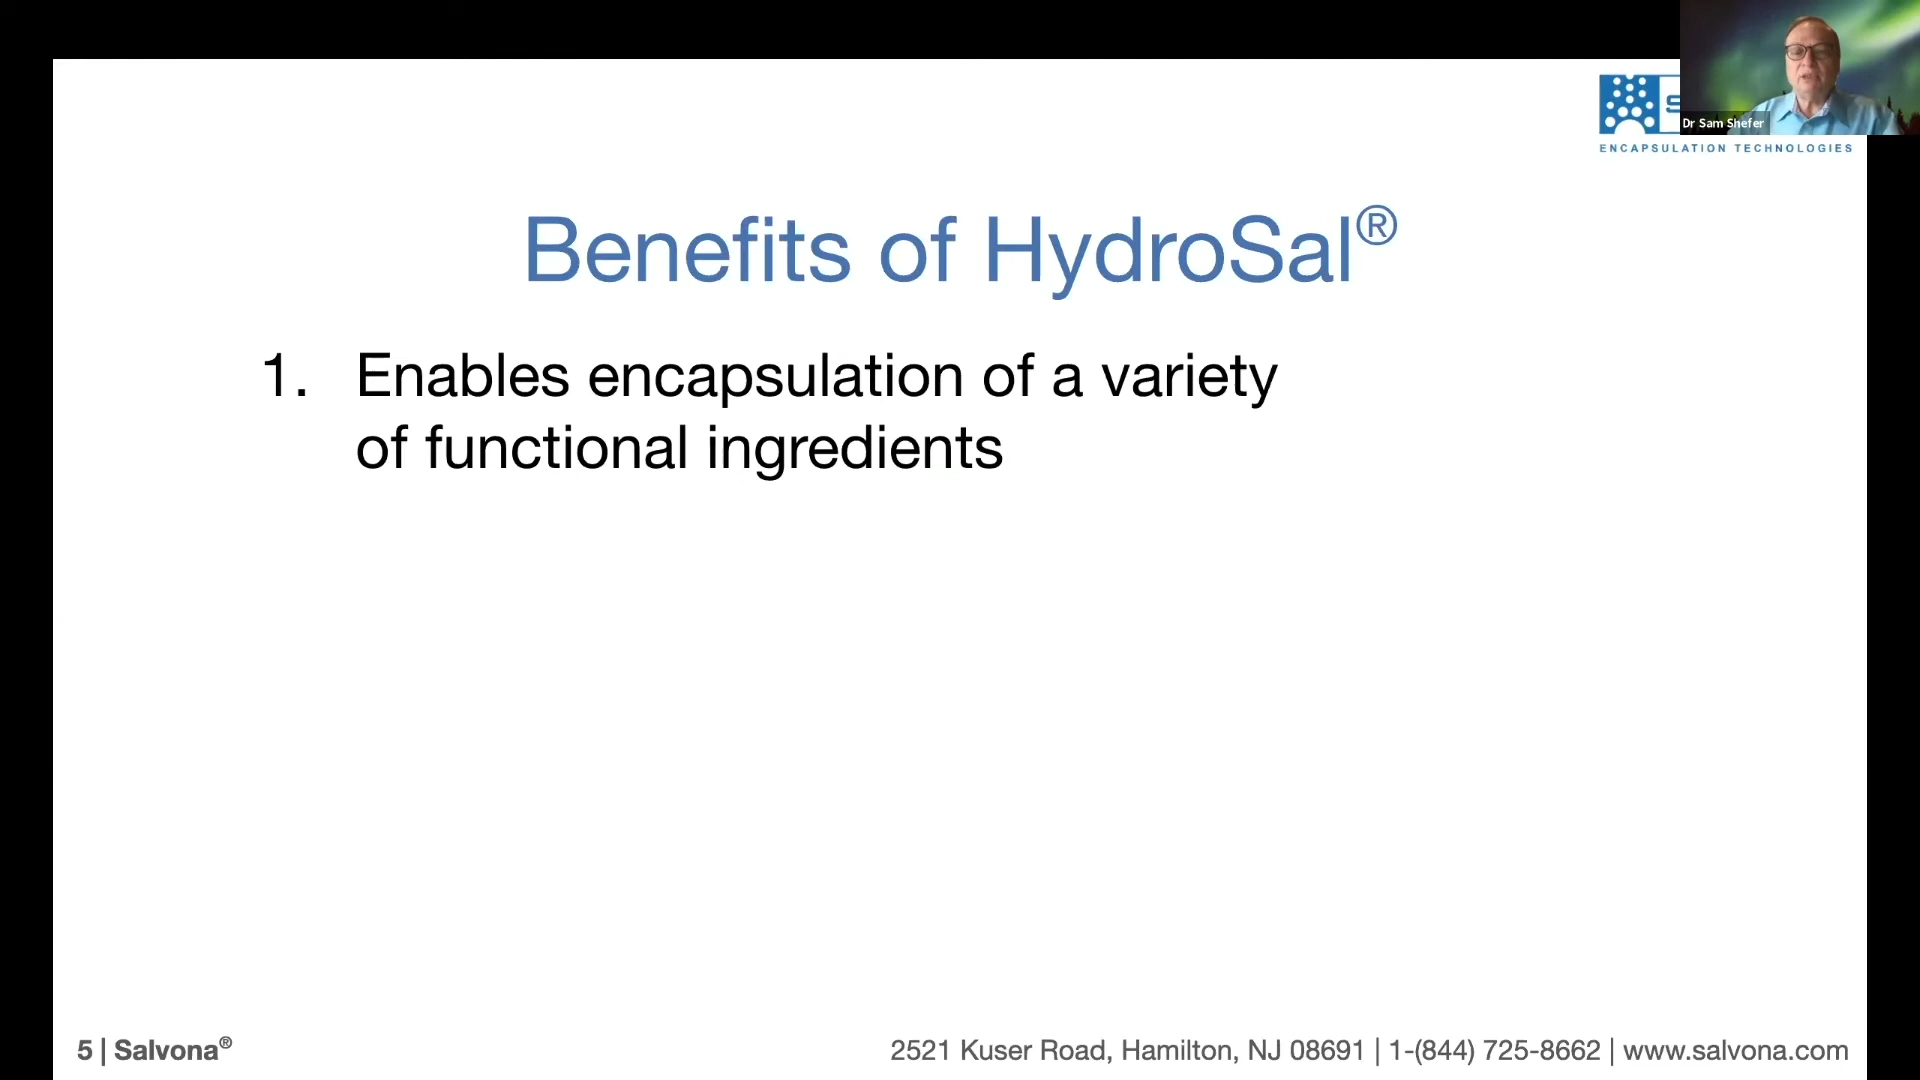 Dr Sam Shefer
ENCAPSULATION TECHNOLOGIES
Benefits of HydroSal®
1. Enables encapsulation of a variety
of functional ingredients
5 | Salvona®
2521 Kuser Road, Hamilton, NJ 08691 | 1-(844) 725-8662 | www.salvona.com